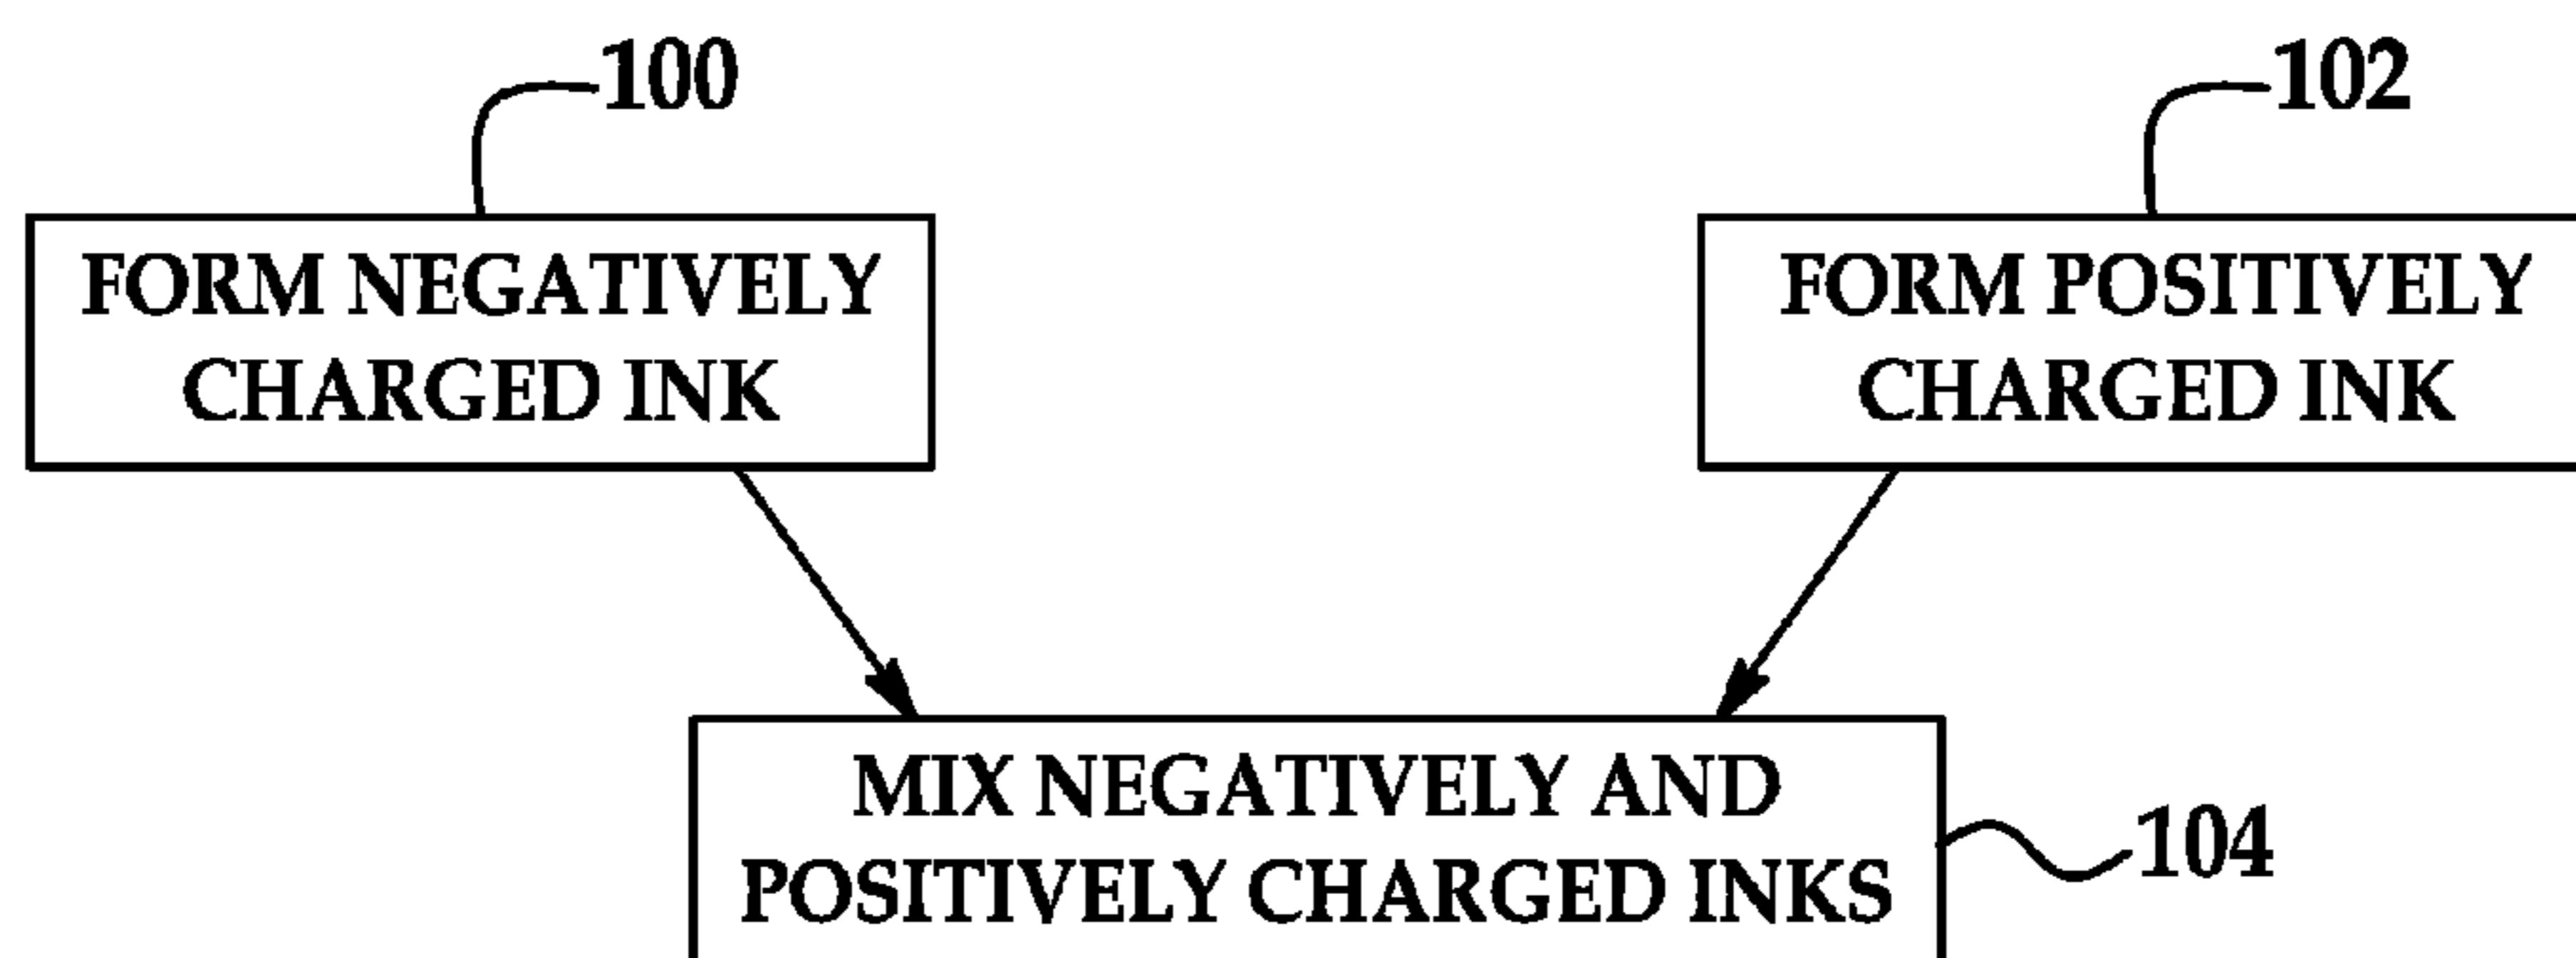 100
102
FORM NEGATIVELY
CHARGED INK
FORM POSITIVELY
CHARGED INK
MIX NEGATIVELY AND
POSITIVELY CHARGED INKS
104